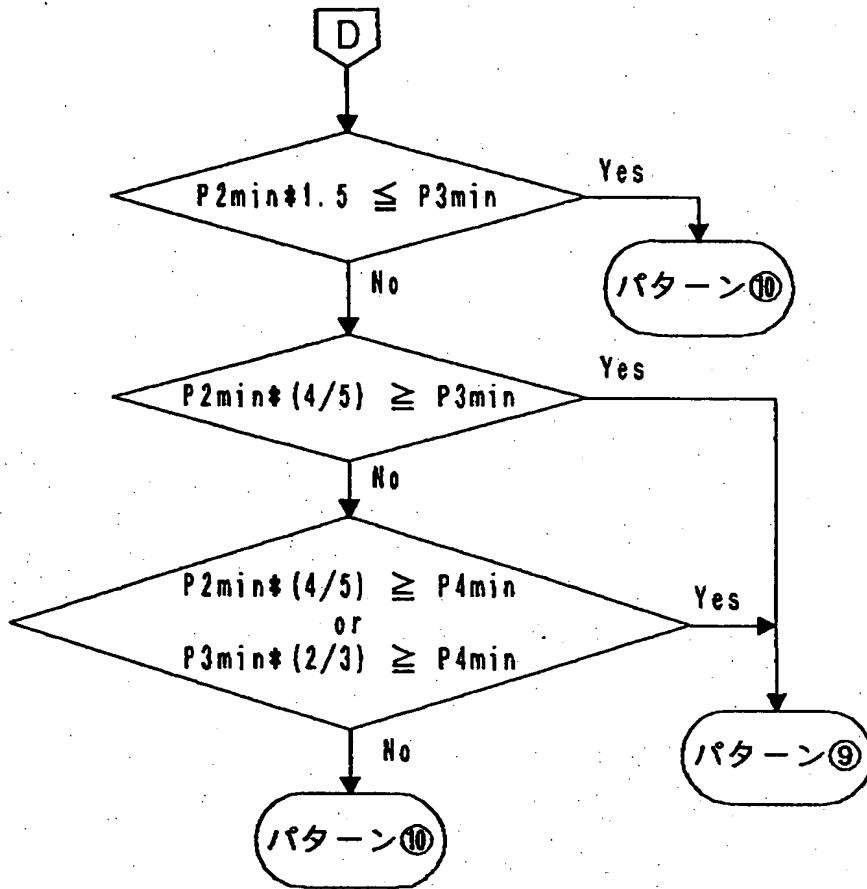 D
P2min*1.5 ≦ P3min
Yes
パターン⑩
No
P2min*(4/5) ≧ P3min
Yes
No
P2min*(4/5) ≧ P4min
or
P3min*(2/3) ≧ P4min
Yes
パターン⑨
No
パターン⑩